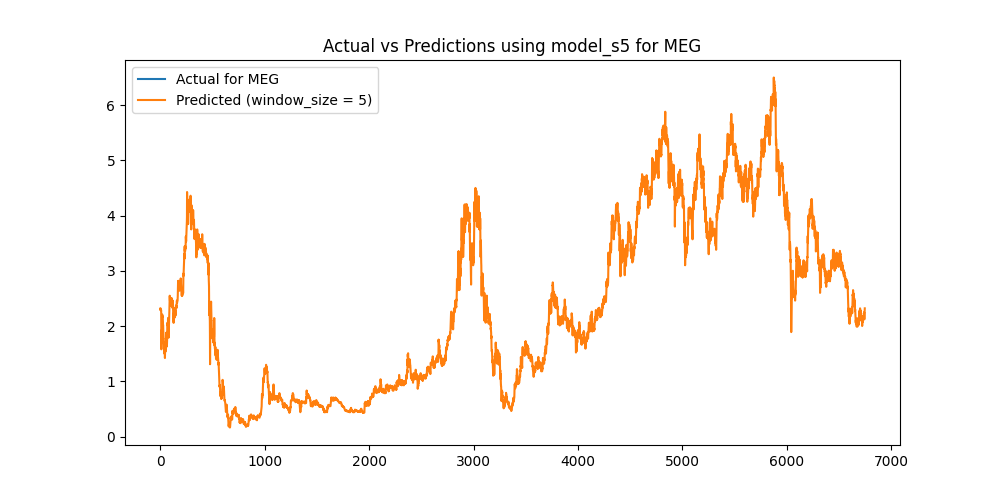 Actual vs Predictions using model_s5 for MEG
Actual for MEG
Predicted (window_size = 5)
6
5
4
3
2
1
0
0 1000 2000 3000 4000 5000 6000 7000